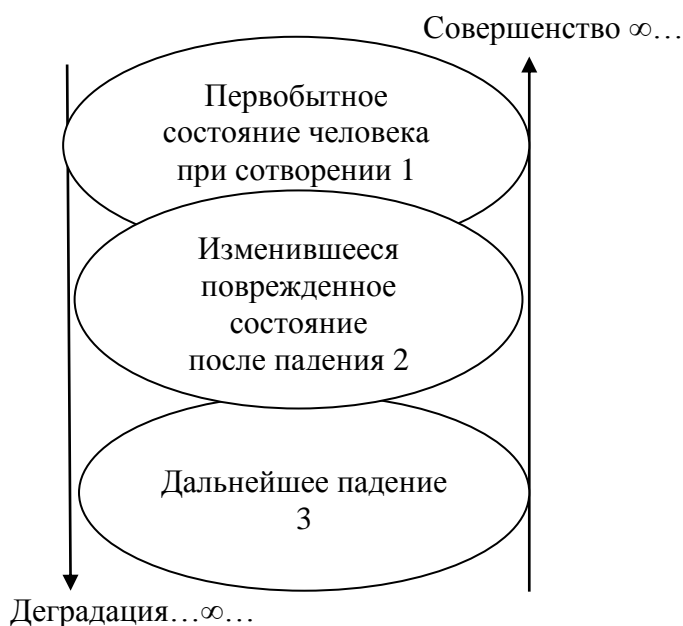 Совершенство ∞…
Первобытное
состояние человека
при сотворении 1
Изменившееся
поврежденное
состояние
после падения 2
Дальнейшее падение
3
Деградация…∞…